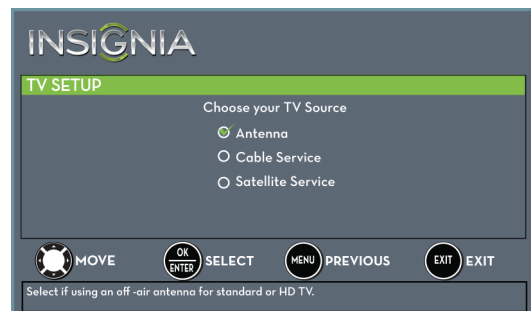 INSIGNIA
TV SETUP
Choose your TV Source
Antenna
Cable Service
Satellite Service
MOVE OK ENTER SELECT MENU PREVIOUS EXIT EXIT
Select if using an off -air antenna for standard or HD TV.